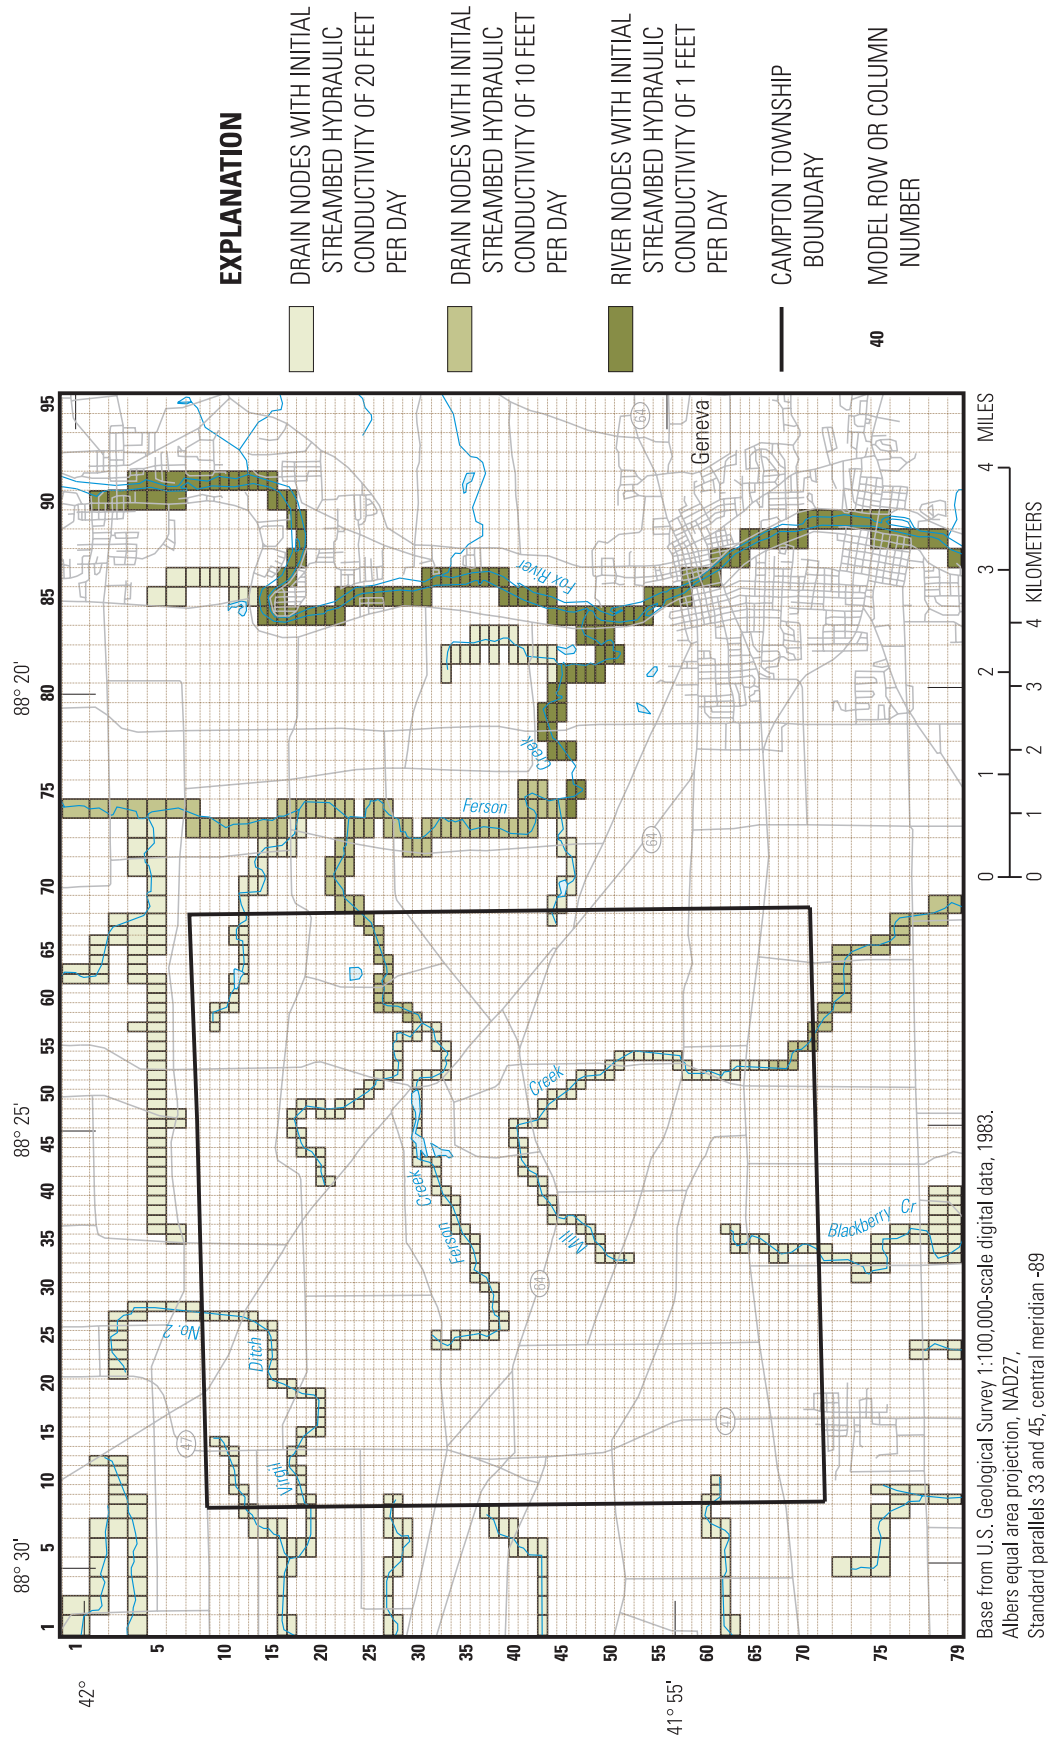 EXPLANATION
DRAIN NODES WITH INITIAL
STREAMBED HYDRAULIC
CONDUCTIVITY OF 20 FEET
PER DAY
DRAIN NODES WITH INITIAL
STREAMBED HYDRAULIC
CONDUCTIVITY OF 10 FEET
PER DAY
RIVER NODES WITH INITIAL
STREAMBED HYDRAULIC
CONDUCTIVITY OF 1 FEET
PER DAY
CAMPTON TOWNSHIP
BOUNDARY
40
MODEL ROW OR COLUMN
NUMBER
88° 30'
88° 25'
88° 20'
1
5
10
15
20
25
30
35
40
45
50
55
60
65
70
75
80
85
90
95
42°
41° 55'
1
5
10
15
20
25
30
35
40
45
50
55
60
65
70
75
79
47
No. 2
Ditch
Virgil
Ferson
Creek
Ferson
Creek
Fox River
64
Geneva
64
Creek
Mill
64
47
Blackberry Cr
0
1
2
3
4
MILES
0
1
2
3
4
KILOMETERS
Base from U.S. Geological Survey 1:100,000-scale digital data, 1983.
Albers equal area projection, NAD27,
Standard parallels 33 and 45, central meridian -89